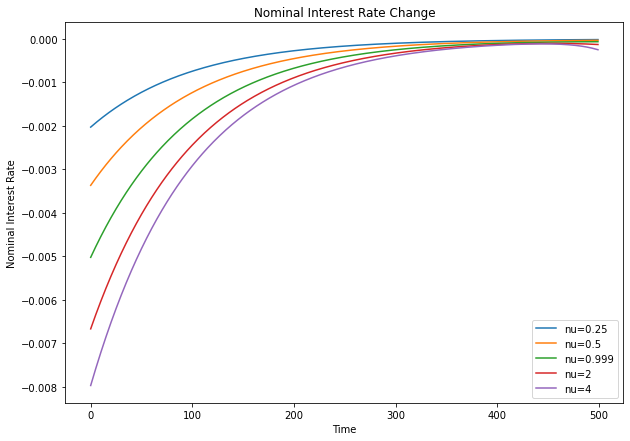 Nominal Interest Rate Change
Nominal Interest Rate
0.000
−0.001
−0.002
−0.003
−0.004
−0.005
−0.006
−0.007
−0.008
0
100
200
300
400
500
Time
nu=0.25
nu=0.5
nu=0.999
nu=2
nu=4